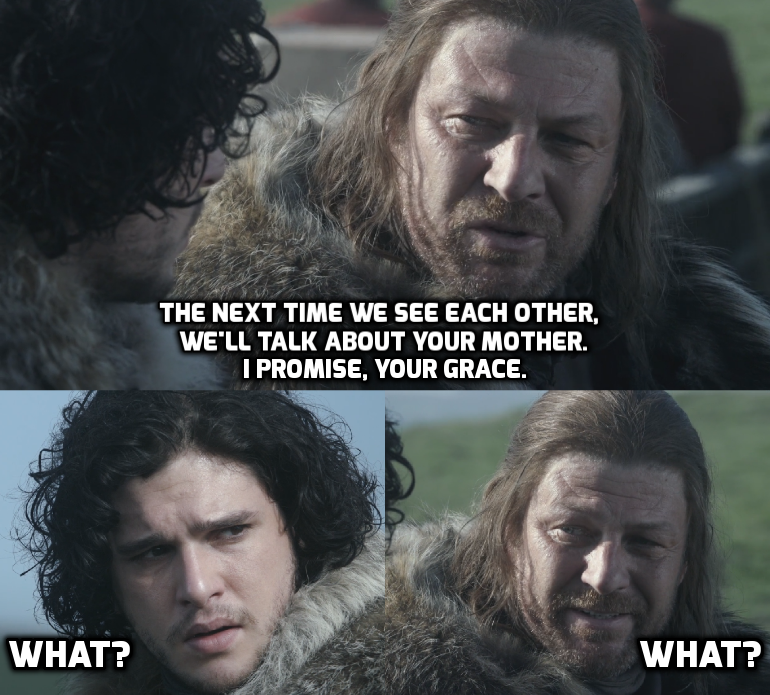 THE NEXT TIME WE SEE EACH OTHER,
WE'LL TALK ABOUT YOUR MOTHER.
I PROMISE, YOUR GRACE.
WHAT?
WHAT?